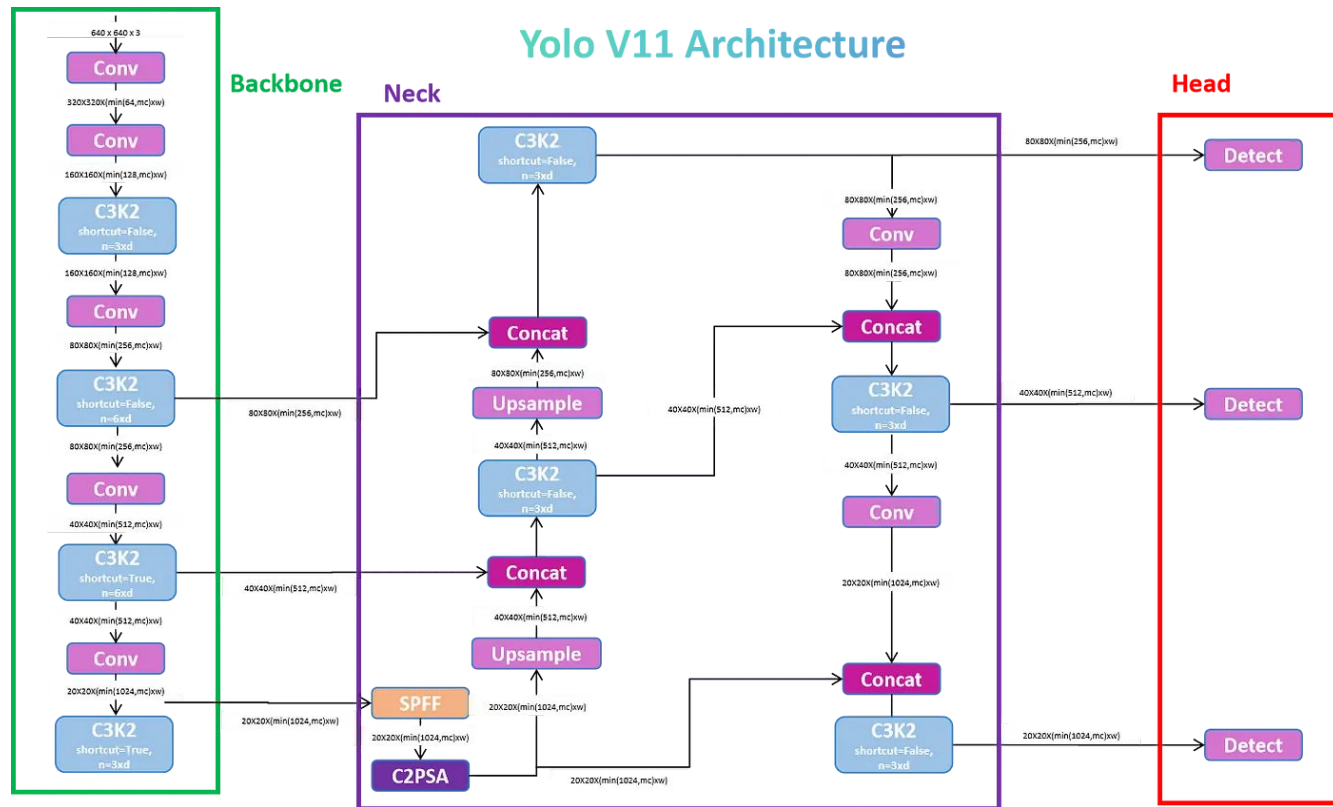 Yolo V11 Architecture
Backbone
640 x 640 x 3
Conv
320X320X(min(64,mc)xw)
Conv
160X160X(min(128,mc)xw)
C3K2
shortcut=False,
n=3xd
160X160X(min(128,mc)xw)
Conv
80X80X(min(256,mc)xw)
C3K2
shortcut=False,
n=6xd
80X80X(min(256,mc)xw)
80X80X(min(256,mc)xw)
Conv
40X40X(min(512,mc)xw)
C3K2
shortcut=True,
n=6xd
40X40X(min(512,mc)xw)
40X40X(min(512,mc)xw)
Conv
20X20X(min(1024,mc)xw)
20X20X(min(1024,mc)xw)
C3K2
shortcut=True,
n=3xd
Neck
C3K2
shortcut=False,
n=3xd
Concat
80X80X(min(256,mc)xw)
Upsample
40X40X(min(512,mc)xw)
C3K2
shortcut=False,
n=3xd
40X40X(min(512,mc)xw)
Concat
40X40X(min(512,mc)xw)
Upsample
20X20X(min(1024,mc)xw)
SPFF
20X20X(min(1024,mc)xw)
C2PSA
20X20X(min(1024,mc)xw)
80X80X(min(256,mc)xw)
Conv
80X80X(min(256,mc)xw)
Concat
C3K2
shortcut=False,
n=3xd
40X40X(min(512,mc)xw)
Conv
20X20X(min(1024,mc)xw)
Concat
C3K2
shortcut=False,
n=3xd
Head
80X80X(min(256,mc)xw)
Detect
40X40X(min(512,mc)xw)
Detect
20X20X(min(1024,mc)xw)
Detect